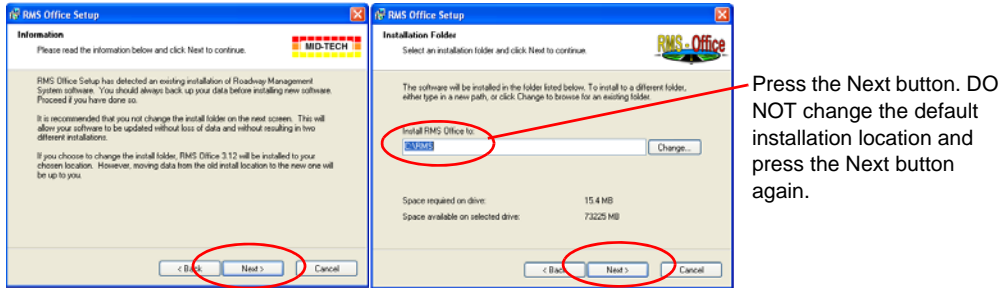 RMS Office Setup
Information
Please read the information below and click Next to continue.
MID-TECH
RMS Office Setup has detected an existing installation of Roadway Management
System software. You should always back up your data before installing new software.
Proceed if you have done so.
It is recommended that you not change the install folder on the next screen. This will
allow your software to be updated without loss of data and without resulting in two
different installations.
If you choose to change the install folder, RMS Office 3.12 will be installed to your
chosen location. However, moving data from the old install location to the new one will
be up to you.
< Back
Next >
Cancel
RMS Office Setup
Installation Folder
Select an installation folder and click Next to continue.
RMS - Office
The software will be installed in the folder listed below. To install to a different folder,
either type in a new path, or click Change to browse for an existing folder.
Install RMS Office to:
C:\RMS
Change...
Space required on drive: 15.4 MB
Space available on selected drive: 73225 MB
< Back
Next >
Cancel
Press the Next button. DO
NOT change the default
installation location and
press the Next button
again.